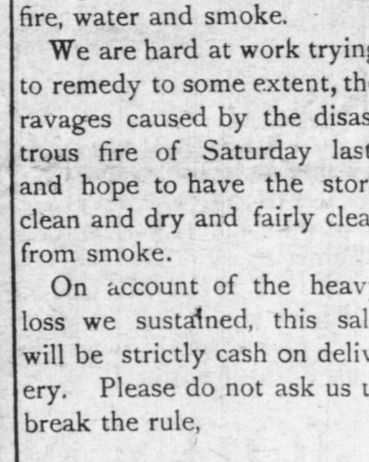 fire, water and smoke.
We are hard at work trying
to remedy to some extent, th
ravages caused by the disas
trous fire of Saturday last
and hope to have the stor
clean and dry and fairly clea
from smoke.
On account of the heav
loss we sustained, this sal
will be strictly cash on deliv
ery. Please do not ask us t
break the rule,